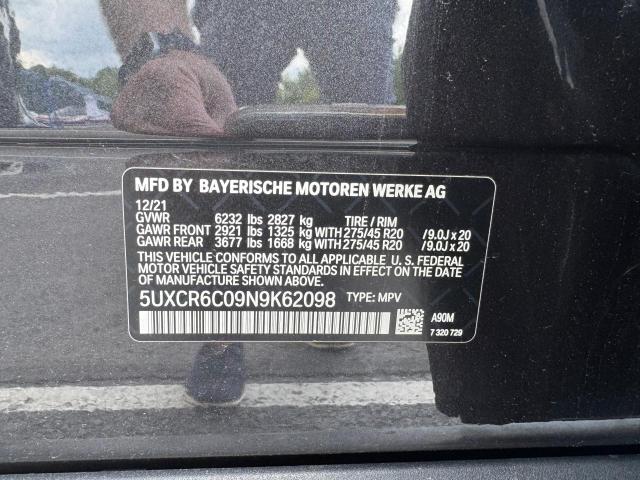 MFD BY BAYERISCHE MOTOREN WERKE AG
12/21
GVWR 6232 lbs 2827 kg TIRE / RIM
GAWR FRONT 2921 lbs 1325 kg WITH 275/45 R20 / 9.0J x 20
GAWR REAR 3677 lbs 1668 kg WITH 275/45 R20 / 9.0J x 20
THIS VEHICLE CONFORMS TO ALL APPLICABLE U. S. FEDERAL
MOTOR VEHICLE SAFETY STANDARDS IN EFFECT ON THE DATE OF
MANUFACTURE SHOWN ABOVE.
5UXCR6C09N9K62098 TYPE: MPV
A90M
7 320 729